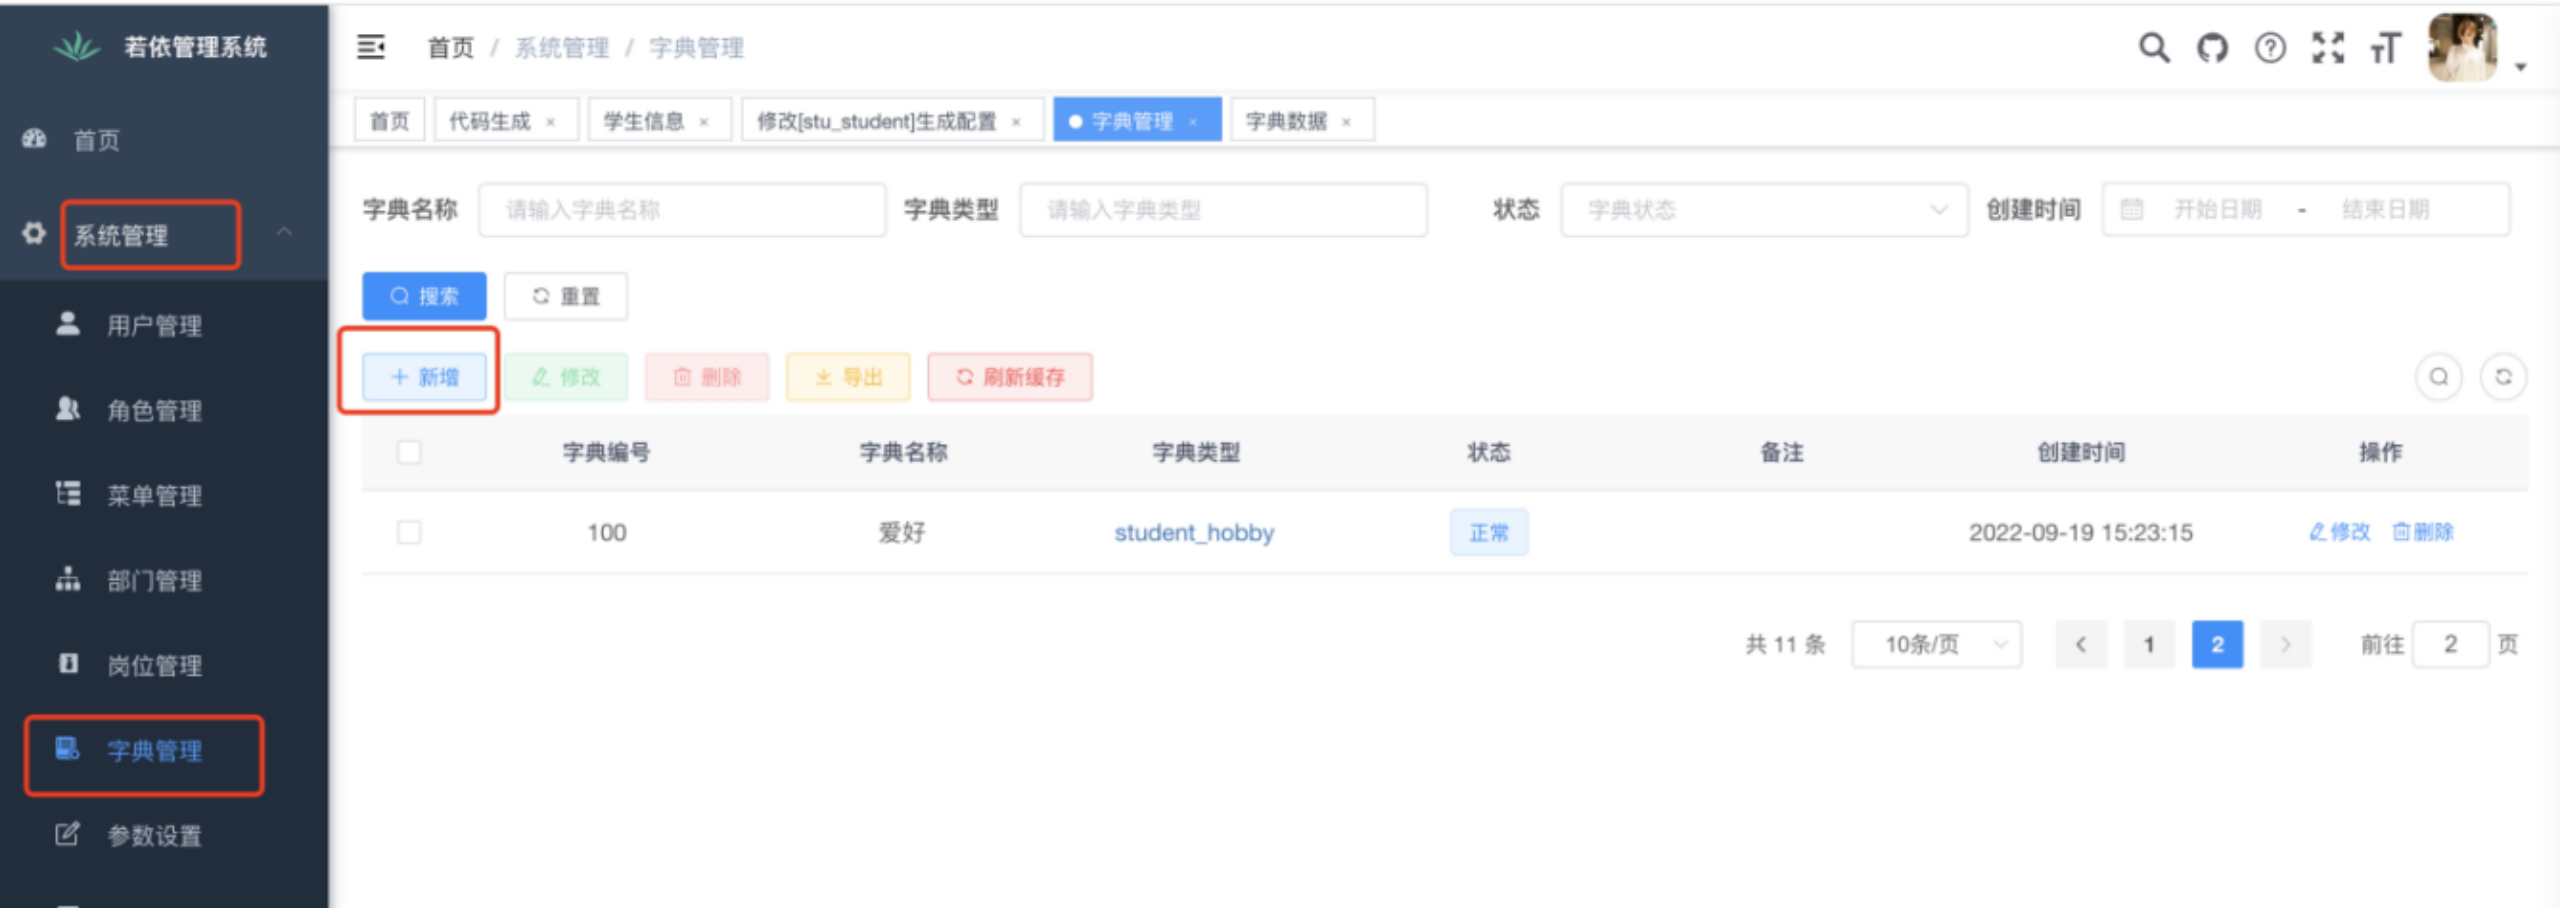 若依管理系统
首页 / 系统管理 / 字典管理
首页 代码生成 × 学生信息 × 修改[stu_student]生成配置 × 字典管理 × 字典数据 ×
首页
系统管理
用户管理
角色管理
菜单管理
部门管理
岗位管理
字典管理
参数设置
字典名称 请输入字典名称 字典类型 请输入字典类型 状态 字典状态 创建时间 开始日期 - 结束日期
搜索 重置
+ 新增 修改 删除 导出 刷新缓存
字典编号 字典名称 字典类型 状态 备注 创建时间 操作
100 爱好 student_hobby 正常 2022-09-19 15:23:15 修改 删除
共 11 条 10条/页 < 1 2 > 前往 2 页